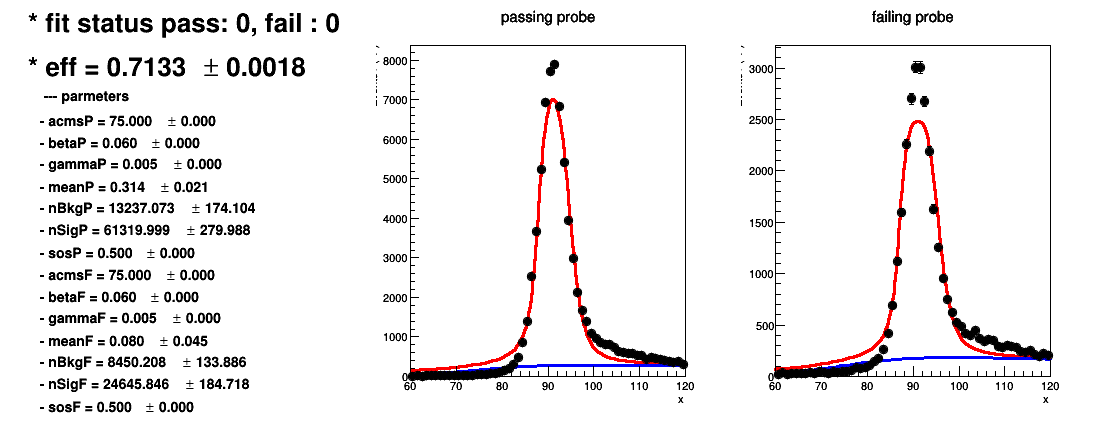 * fit status pass: 0, fail : 0
* eff = 0.7133 ± 0.0018
--- parmeters
- acmsP = 75.000 ± 0.000
- betaP = 0.060 ± 0.000
- gammaP = 0.005 ± 0.000
- meanP = 0.314 ± 0.021
- nBkgP = 13237.073 ± 174.104
- nSigP = 61319.999 ± 279.988
- sosP = 0.500 ± 0.000
- acmsF = 75.000 ± 0.000
- betaF = 0.060 ± 0.000
- gammaF = 0.005 ± 0.000
- meanF = 0.080 ± 0.045
- nBkgF = 8450.208 ± 133.886
- nSigF = 24645.846 ± 184.718
- sosF = 0.500 ± 0.000
passing probe
8000
7000
6000
5000
4000
3000
2000
1000
0
60 70 80 90 100 110 120
x
failing probe
3000
2500
2000
1500
1000
500
0
60 70 80 90 100 110 120
x